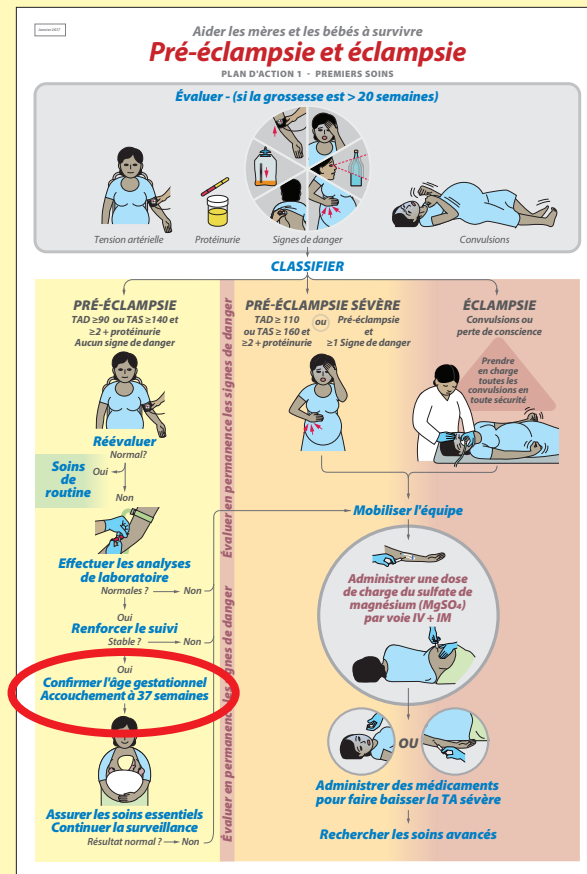 Janvier 2017
Aider les mères et les bébés à survivre
Pré-éclampsie et éclampsie
PLAN D'ACTION 1 - PREMIERS SOINS
Évaluer - (si la grossesse est > 20 semaines)
Tension artérielle
Protéinurie
Signes de danger
Convulsions
CLASSIFIER
PRÉ-ÉCLAMPSIE
TAD ≥90 ou TAS ≥140 et
≥2 + protéinurie
Aucun signe de danger
Réévaluer
Normal?
Oui
Soins
de
routine
Non
Effectuer les analyses
de laboratoire
Normales ?
Non
Oui
Renforcer le suivi
Stable ?
Non
Oui
Confirmer l'âge gestationnel
Accouchement à 37 semaines
Assurer les soins essentiels
Continuer la surveillance
Résultat normal ?
Non
Évaluer en permanence les signes de danger
Évaluer en permanence les signes de danger
PRÉ-ÉCLAMPSIE SÉVÈRE
TAD ≥ 110
ou TAS ≥ 160 et
≥2 + protéinurie
ou
Pré-éclampsie
et
≥1 Signe de danger
ÉCLAMPSIE
Convulsions ou
perte de conscience
Prendre
en charge
toutes les
convulsions en
toute sécurité
Mobiliser l'équipe
Administrer une dose
de charge du sulfate de
magnésium (MgSO₄)
par voie IV + IM
OU
Administrer des médicaments
pour faire baisser la TA sévère
Rechercher les soins avancés